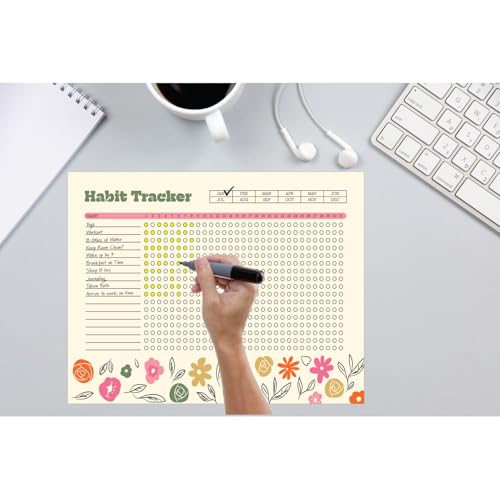 Habit Tracker
JAN FEB MAR APR MAY JUN
JUL AUG SEP OCT NOV DEC
HABIT 1 2 3 4 5 6 7 8 9 10 11 12 13 14 15 16 17 18 19 20 21 22 23 24 25 26 27 28 29 30 31
Yoga
Workout
8 Glass of Water
Keep Room Clean!
Wake up by 7
Breakfast on Time
Sleep 8 hrs
Journaling
Taken Bath
Arrive to work on time